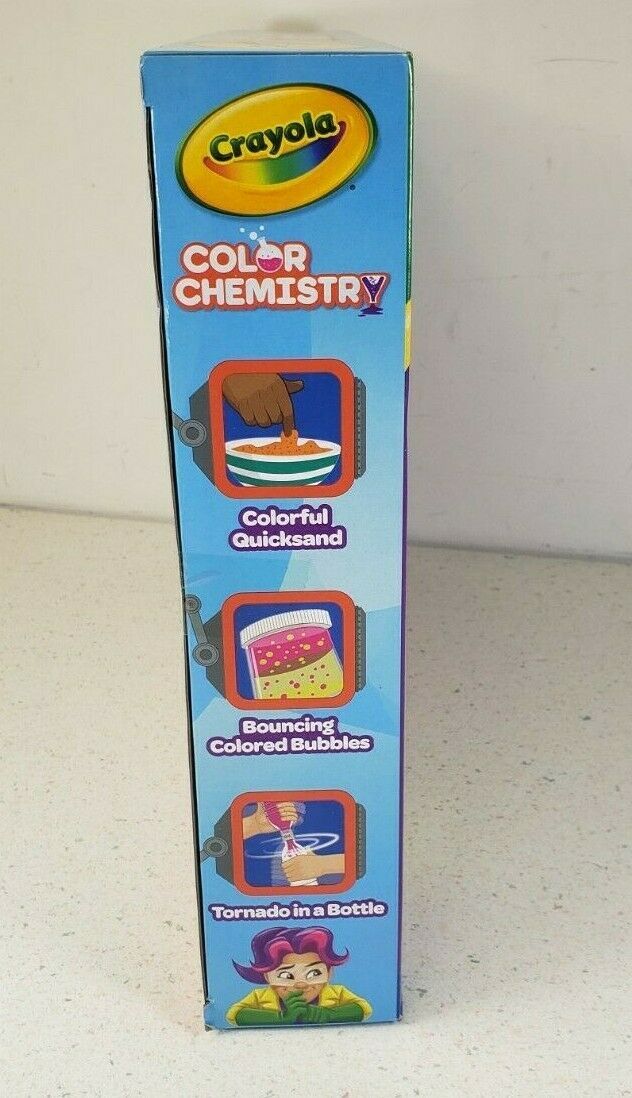 Crayola
COLOR
CHEMISTRY
Colorful
Quicksand
Bouncing
Colored Bubbles
Tornado in a Bottle